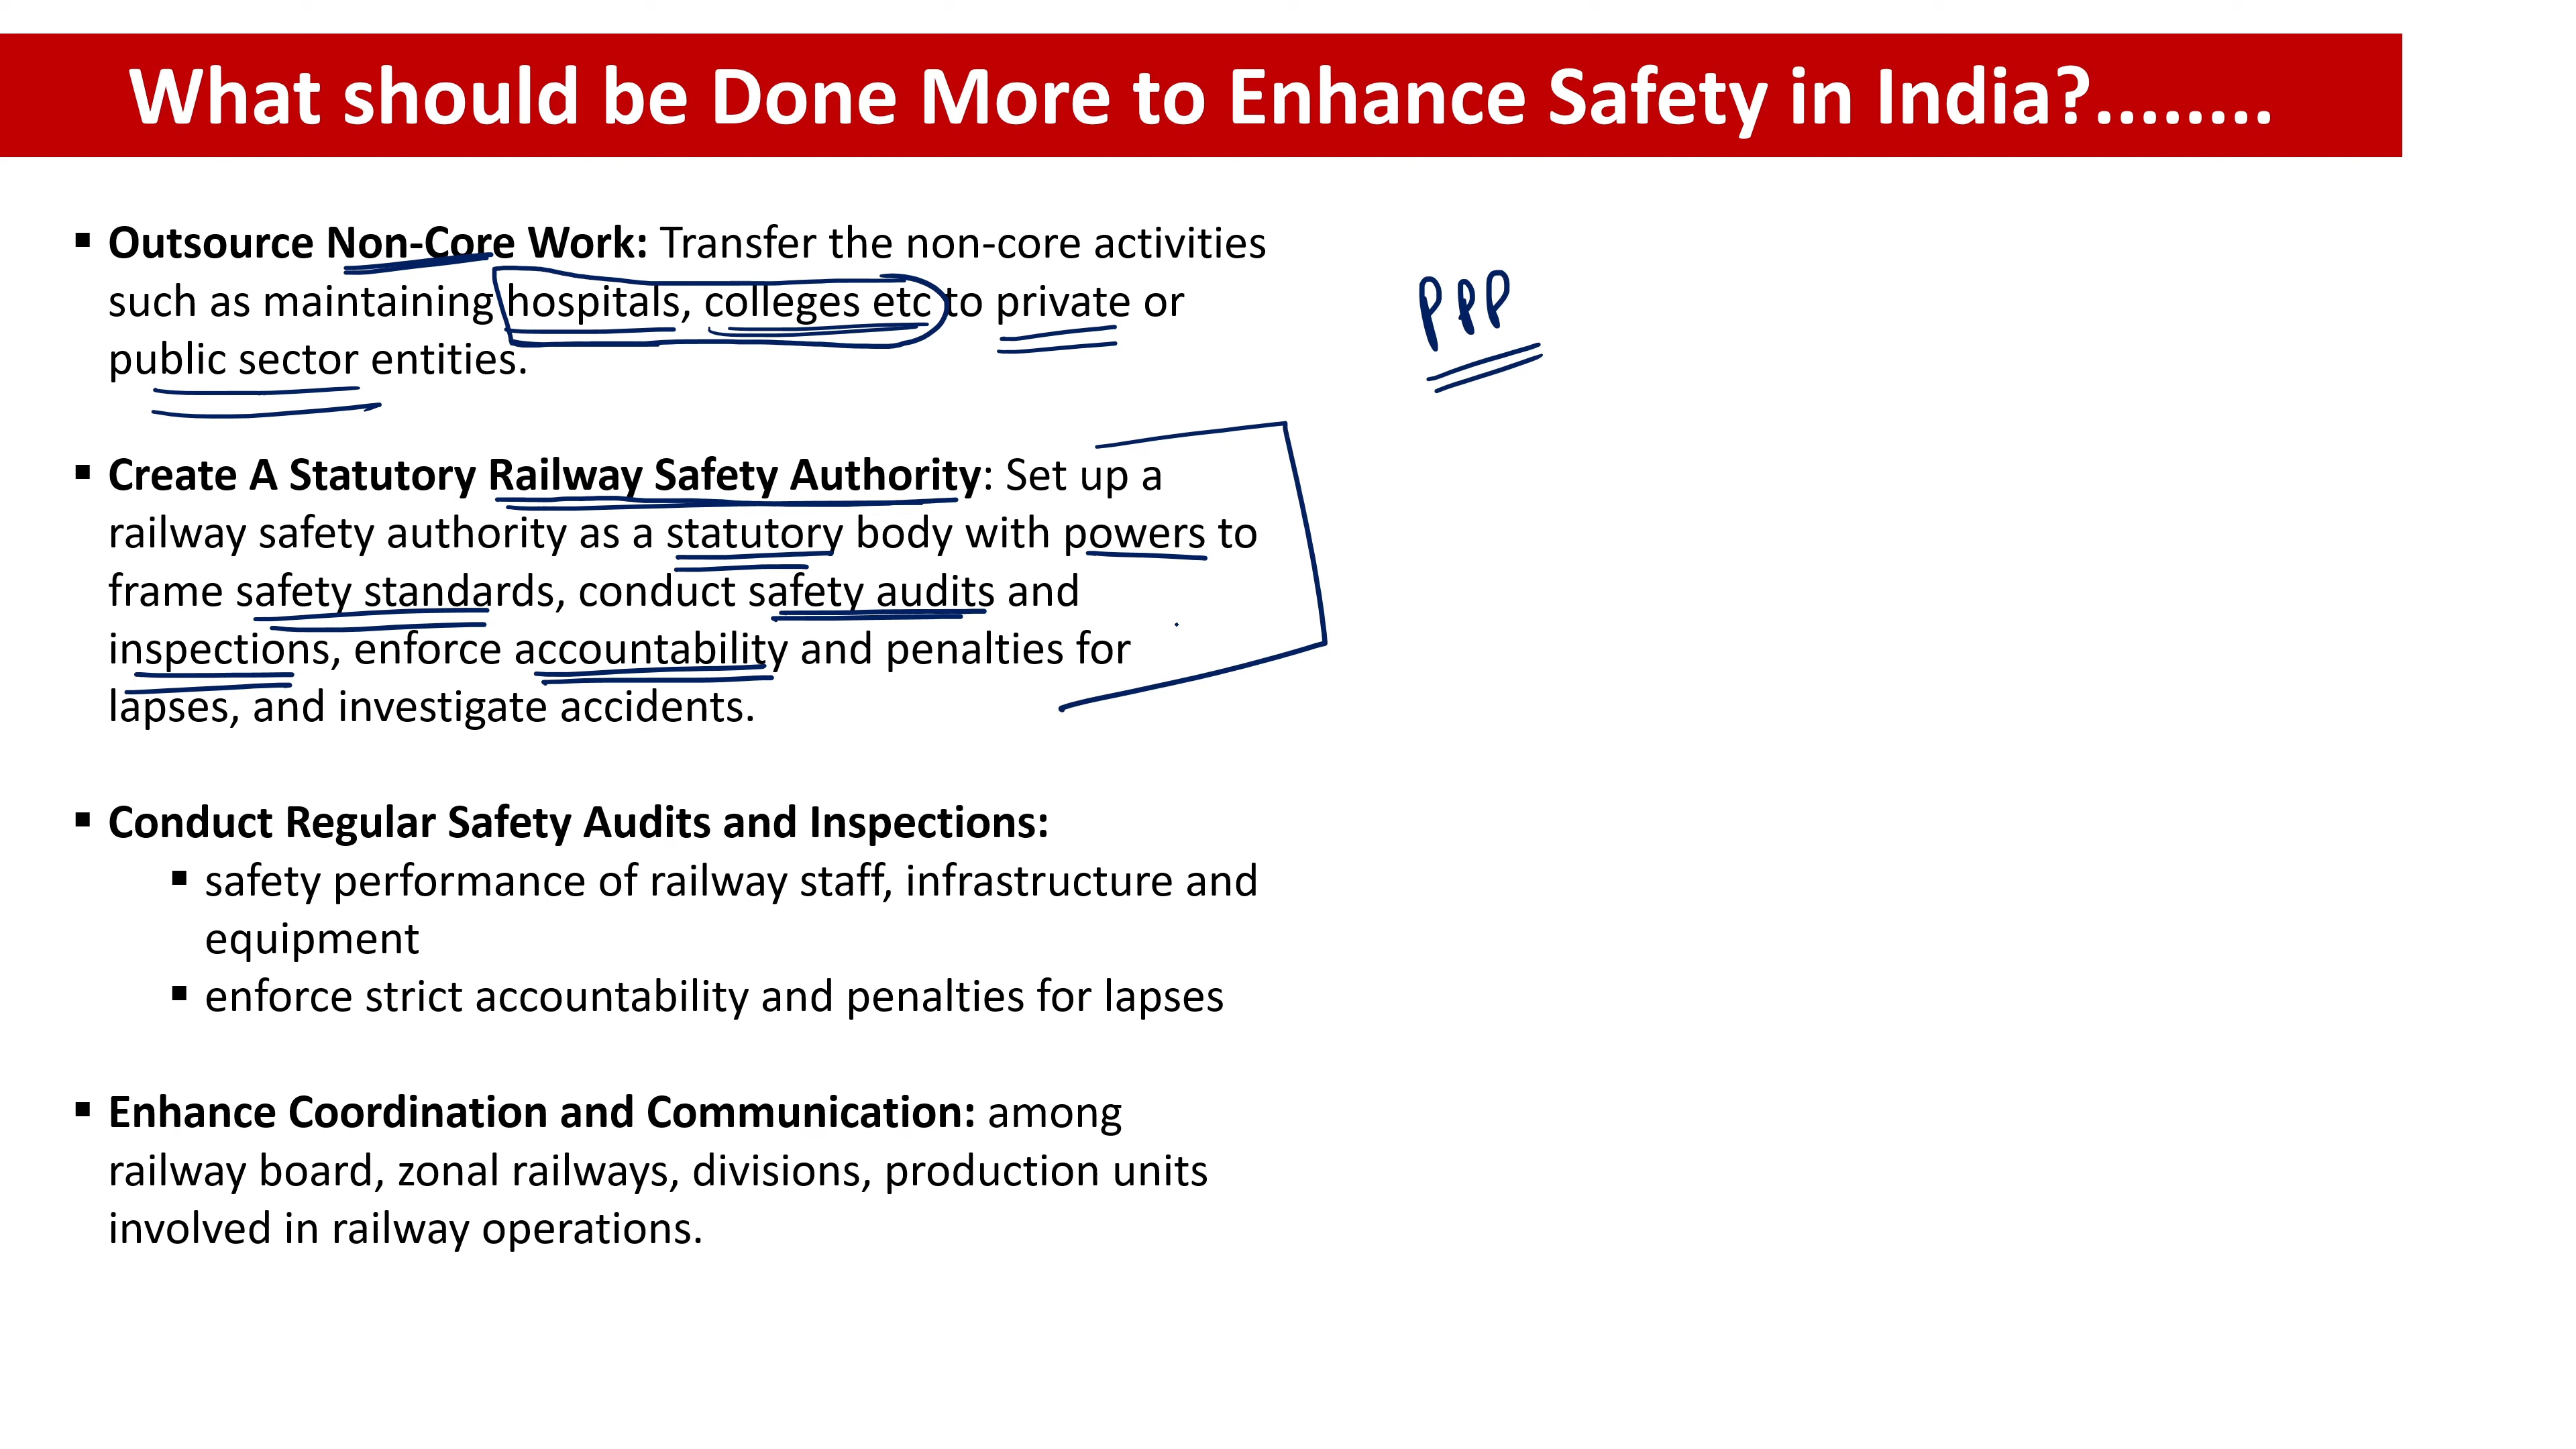 What should be Done More to Enhance Safety in India?........
▪ Outsource Non-Core Work: Transfer the non-core activities
such as maintaining hospitals, colleges etc to private or
public sector entities.
PPP
▪ Create A Statutory Railway Safety Authority: Set up a
railway safety authority as a statutory body with powers to
frame safety standards, conduct safety audits and
inspections, enforce accountability and penalties for
lapses, and investigate accidents.
▪ Conduct Regular Safety Audits and Inspections:
▪ safety performance of railway staff, infrastructure and
equipment
▪ enforce strict accountability and penalties for lapses
▪ Enhance Coordination and Communication: among
railway board, zonal railways, divisions, production units
involved in railway operations.